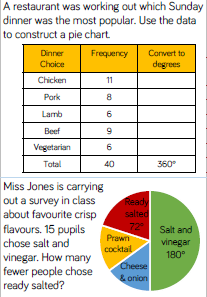 A restaurant was working out which Sunday
dinner was the most popular. Use the data
to construct a pie chart.
Dinner Choice Frequency Convert to degrees
Chicken 11
Pork 8
Lamb 6
Beef 9
Vegetarian 6
Total 40 360°
Miss Jones is carrying
out a survey in class
about favourite crisp
flavours. 15 pupils
chose salt and
vinegar. How many
fewer people chose
ready salted?
Ready salted 72°
Salt and vinegar 180°
Prawn cocktail
Cheese & onion